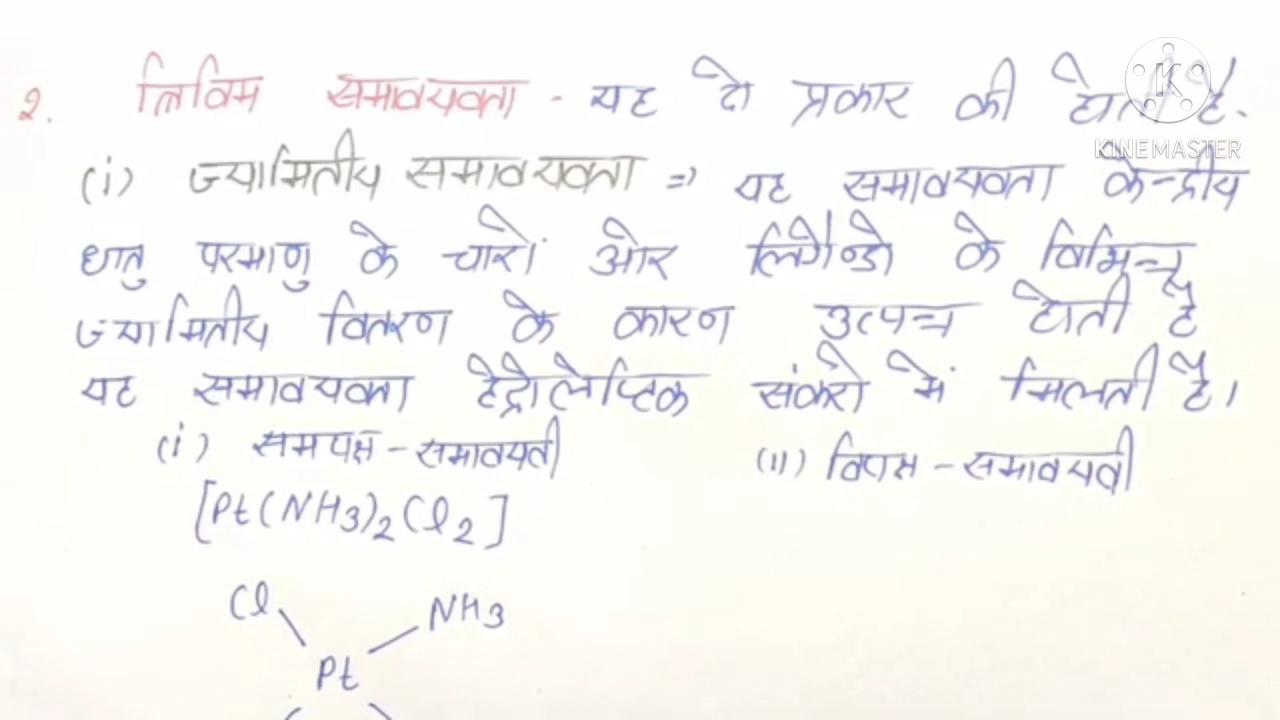 2. त्रिविम समावयवता - यह दो प्रकार की होती है.
KINEMASTER
(i) ज्यामितीय समावयवता ⇒ यह समावयवता केन्द्रीय
धातु परमाणु के चारों ओर लिगैन्डो के विभिन्न
ज्यामितीय वितरण के कारण उत्पन्न होती है
यह समावयवता हेट्रोलेप्टिक संकरो में मिलती है।
(i) समपक्ष - समावयवी (ii) विपक्ष - समावयवी
[Pt(NH3)2Cl2]
Cl NH3
Pt